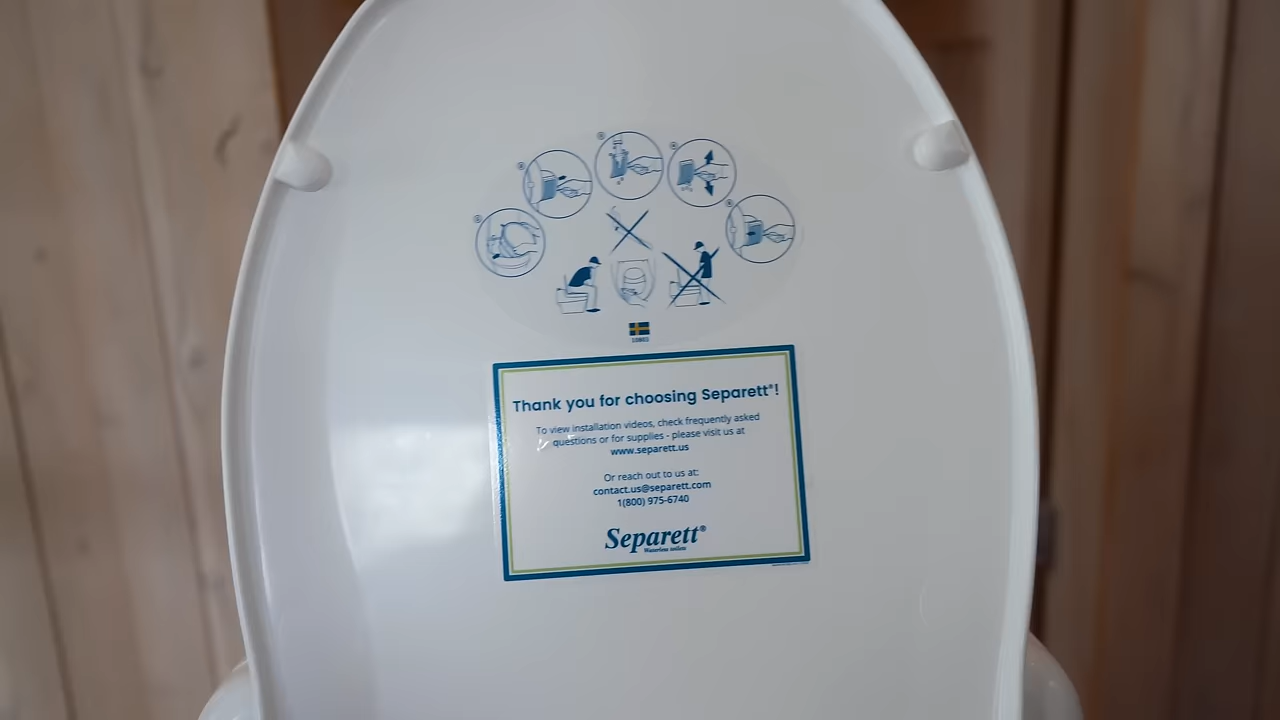 Thank you for choosing Separett®!
To view installation videos, check frequently asked
questions or for supplies - please visit us at
www.separett.us
Or reach out to us at:
contact.us@separett.com
1(800) 975-6740
Separett®
Waterless toilets